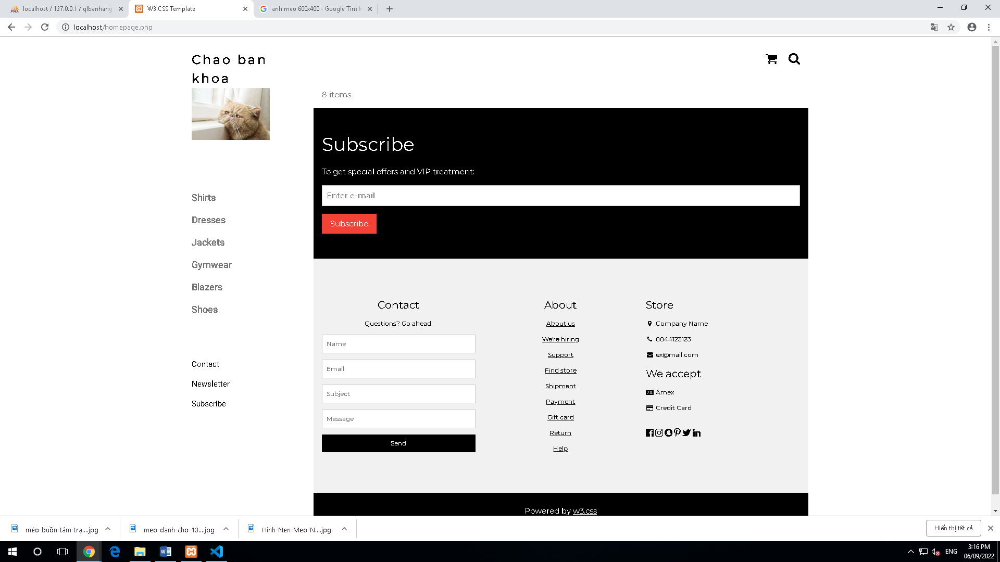 localhost / 127.0.0.1 / qlbanhang
W3.CSS Template
anh meo 600x400 - Google Tìm k
localhost/homepage.php
Chao ban
khoa
8 items
Subscribe
To get special offers and VIP treatment:
Enter e-mail
Subscribe
Shirts
Dresses
Jackets
Gymwear
Blazers
Shoes
Contact
Newsletter
Subscribe
Contact
Questions? Go ahead.
Name
Email
Subject
Message
Send
About
About us
We're hiring
Support
Find store
Shipment
Payment
Gift card
Return
Help
Store
Company Name
0044123123
ex@mail.com
We accept
Amex
Credit Card
Powered by w3.css
mèo-buồn-tâm-trạ....jpg
meo-danh-cho-13....jpg
Hinh-Nen-Meo-N....jpg
Hiển thị tất cả
ENG
3:16 PM
06/09/2022